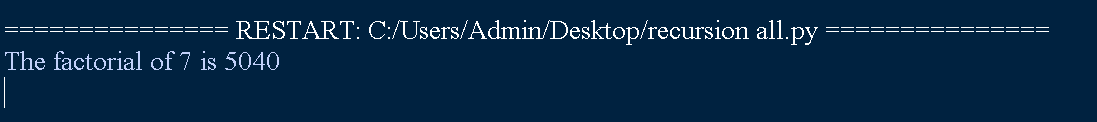 =============== RESTART: C:/Users/Admin/Desktop/recursion all.py ===============
The factorial of 7 is 5040